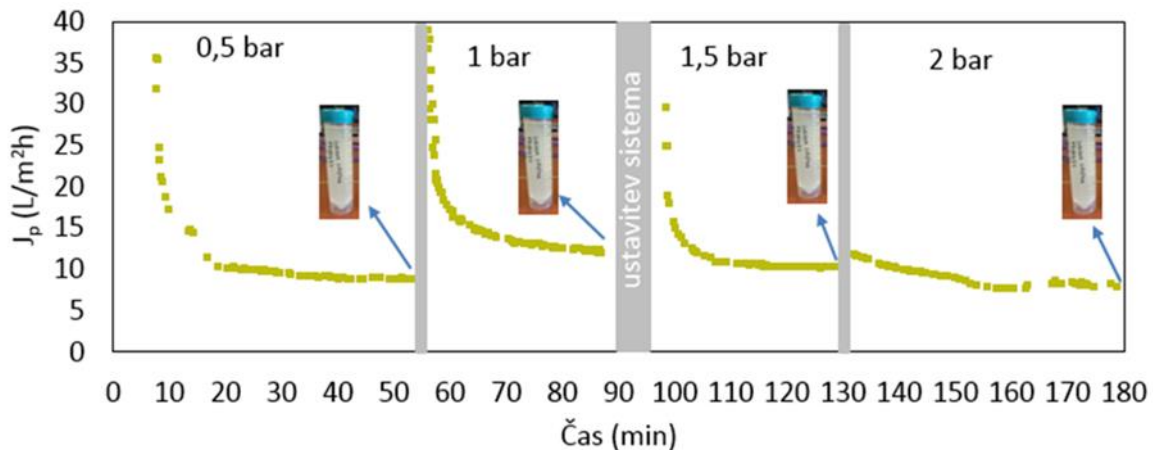 40
35
30
25
20
15
10
5
0
Jₚ (L/m²h)
0,5 bar
1 bar
ustavitev sistema
1,5 bar
2 bar
0 10 20 30 40 50 60 70 80 90 100 110 120 130 140 150 160 170 180
Čas (min)